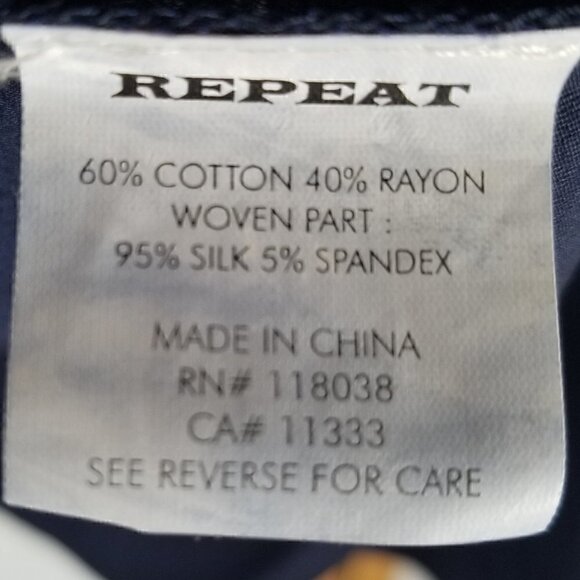 REPEAT
60% COTTON 40% RAYON
WOVEN PART :
95% SILK 5% SPANDEX
MADE IN CHINA
RN# 118038
CA# 11333
SEE REVERSE FOR CARE